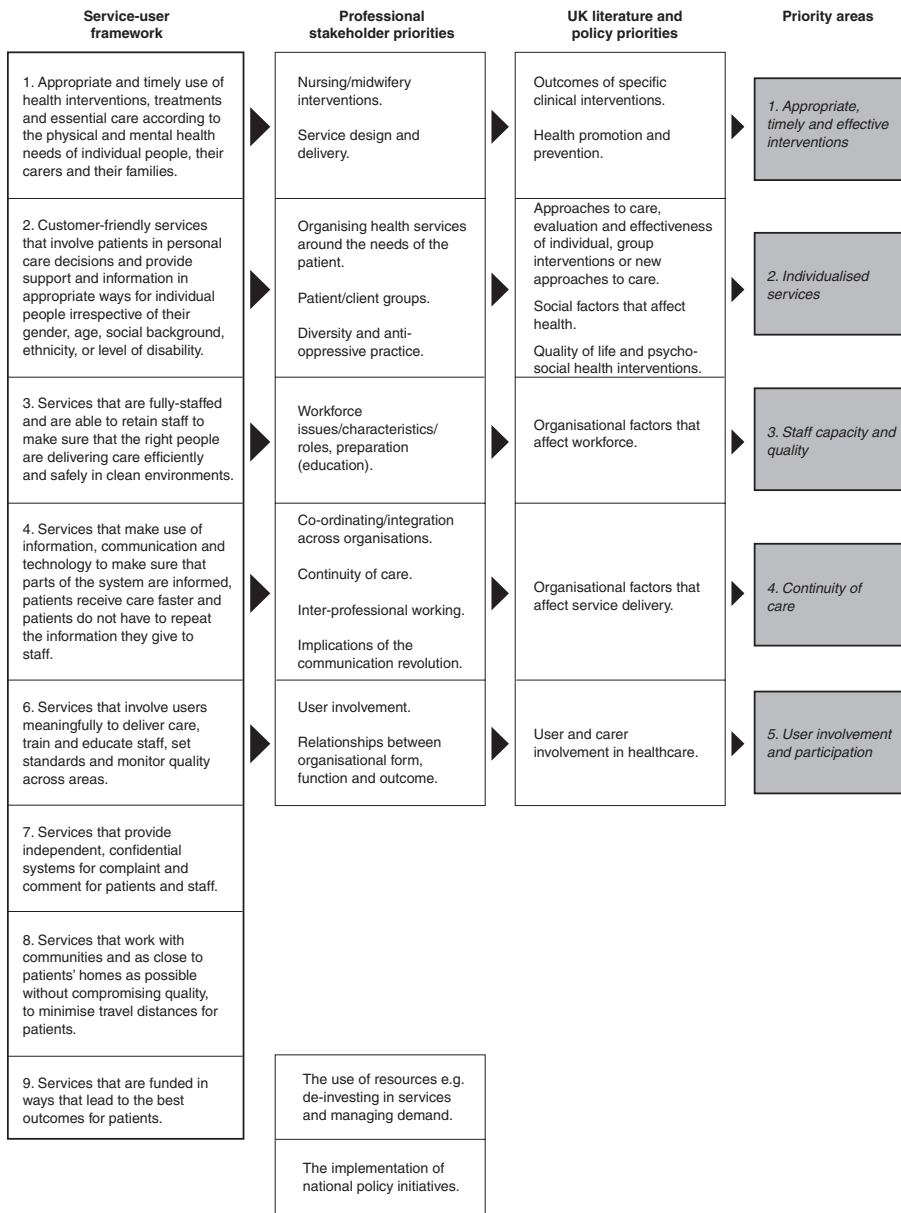 Service-user
framework
Professional
stakeholder priorities
UK literature and
policy priorities
Priority areas
1. Appropriate and timely use of
health interventions, treatments
and essential care according to
the physical and mental health
needs of individual people, their
carers and their families.
Nursing/midwifery
interventions.
Service design and
delivery.
Outcomes of specific
clinical interventions.
Health promotion and
prevention.
1. Appropriate,
timely and effective
interventions
2. Customer-friendly services
that involve patients in personal
care decisions and provide
support and information in
appropriate ways for individual
people irrespective of their
gender, age, social background,
ethnicity, or level of disability.
Organising health services
around the needs of the
patient.
Patient/client groups.
Diversity and anti-
oppressive practice.
Approaches to care,
evaluation and effectiveness
of individual, group
interventions or new
approaches to care.
Social factors that affect
health.
Quality of life and psycho-
social health interventions.
2. Individualised
services
3. Services that are fully-staffed
and are able to retain staff to
make sure that the right people
are delivering care efficiently
and safely in clean environments.
Workforce
issues/characteristics/
roles, preparation
(education).
Organisational factors that
affect workforce.
3. Staff capacity and
quality
4. Services that make use of
information, communication and
technology to make sure that
parts of the system are informed,
patients receive care faster and
patients do not have to repeat
the information they give to
staff.
Co-ordinating/integration
across organisations.
Continuity of care.
Inter-professional working.
Implications of the
communication revolution.
Organisational factors that
affect service delivery.
4. Continuity of
care
6. Services that involve users
meaningfully to deliver care,
train and educate staff, set
standards and monitor quality
across areas.
User involvement.
Relationships between
organisational form,
function and outcome.
User and carer
involvement in healthcare.
5. User involvement
and participation
7. Services that provide
independent, confidential
systems for complaint and
comment for patients and staff.
8. Services that work with
communities and as close to
patients' homes as possible
without compromising quality,
to minimise travel distances for
patients.
9. Services that are funded in
ways that lead to the best
outcomes for patients.
The use of resources e.g.
de-investing in services
and managing demand.
The implementation of
national policy initiatives.